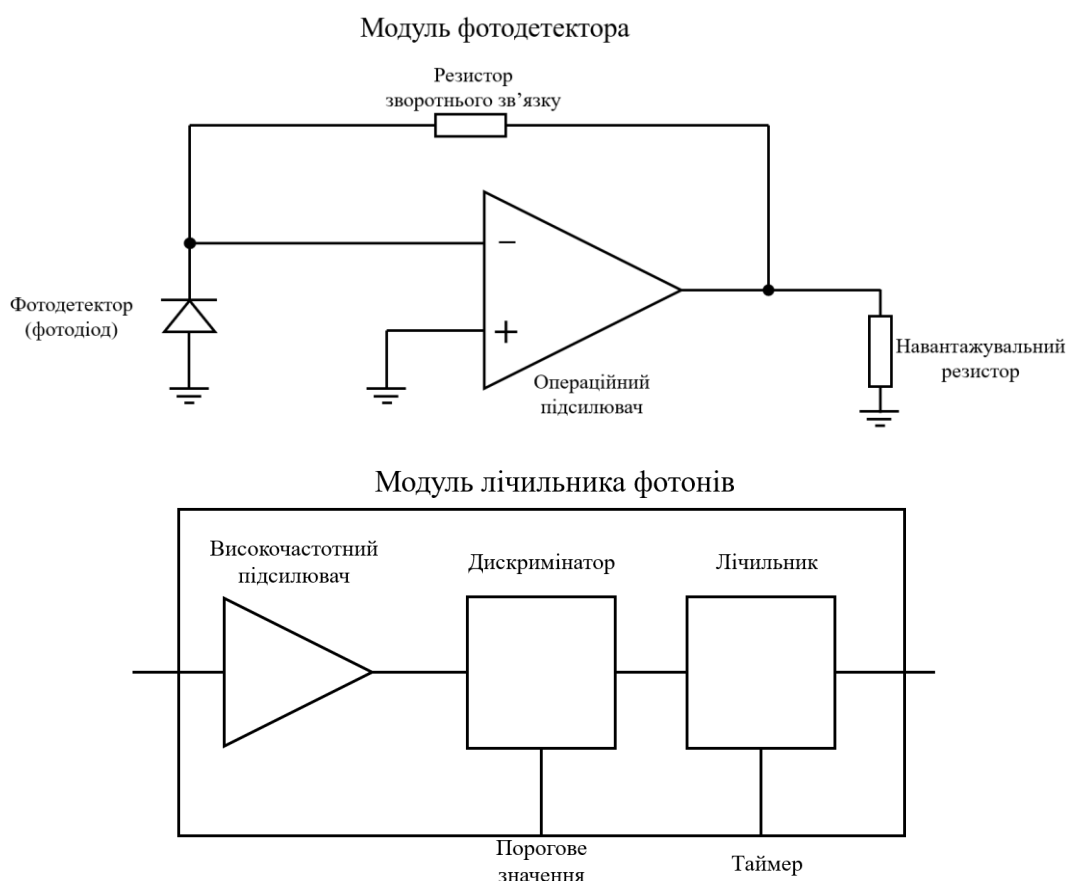 Модуль фотодетектора
Резистор
зворотнього зв’язку
−
Фотодетектор
(фотодіод)
+
Навантажувальний
резистор
Операційний
підсилювач
Модуль лічильника фотонів
Високочастотний
підсилювач
Дискримінатор
Лічильник
Порогове
значення
Таймер